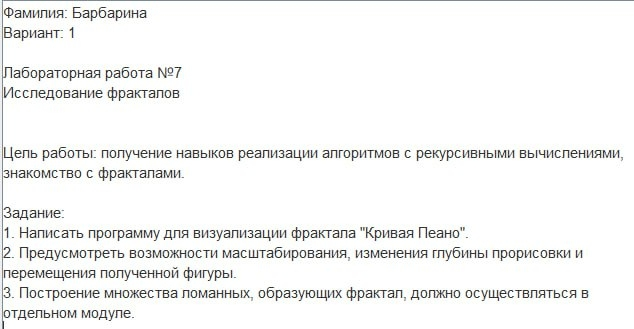 Фамилия: Барбарина
Вариант: 1
Лабораторная работа №7
Исследование фракталов
Цель работы: получение навыков реализации алгоритмов с рекурсивными вычислениями,
знакомство с фракталами.
Задание:
1. Написать программу для визуализации фрактала "Кривая Пеано".
2. Предусмотреть возможности масштабирования, изменения глубины прорисовки и
перемещения полученной фигуры.
3. Построение множества ломанных, образующих фрактал, должно осуществляться в
отдельном модуле.